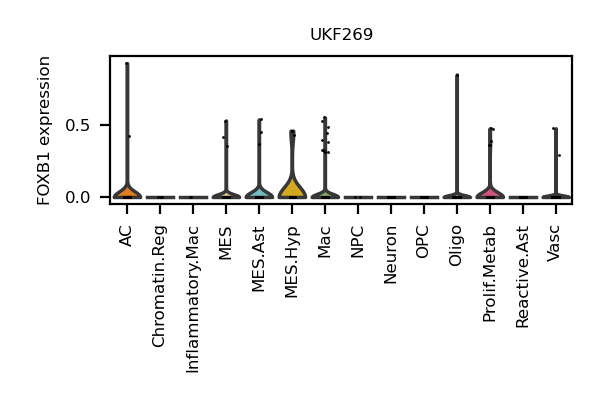 UKF269
FOXB1 expression
0.5
0.0
AC
Chromatin.Reg
Inflammatory.Mac
MES
MES.Ast
MES.Hyp
Mac
NPC
Neuron
OPC
Oligo
Prolif.Metab
Reactive.Ast
Vasc